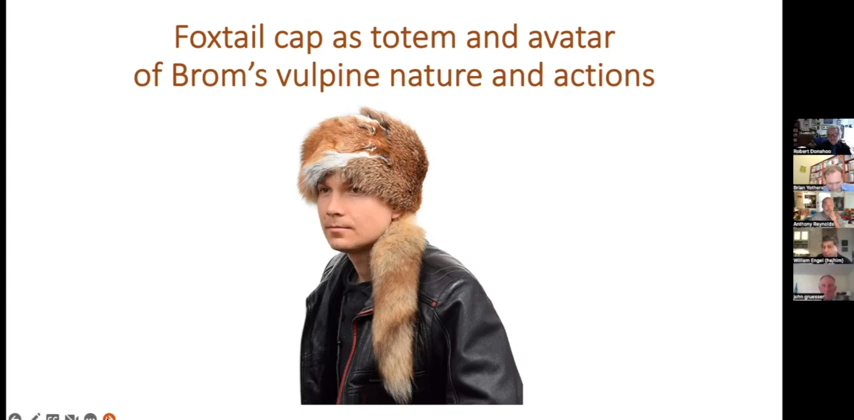 Foxtail cap as totem and avatar
of Brom's vulpine nature and actions
Robert Donahoo
Brian Yothers
Anthony Reynolds
William Engel (he/him)
john gruesser